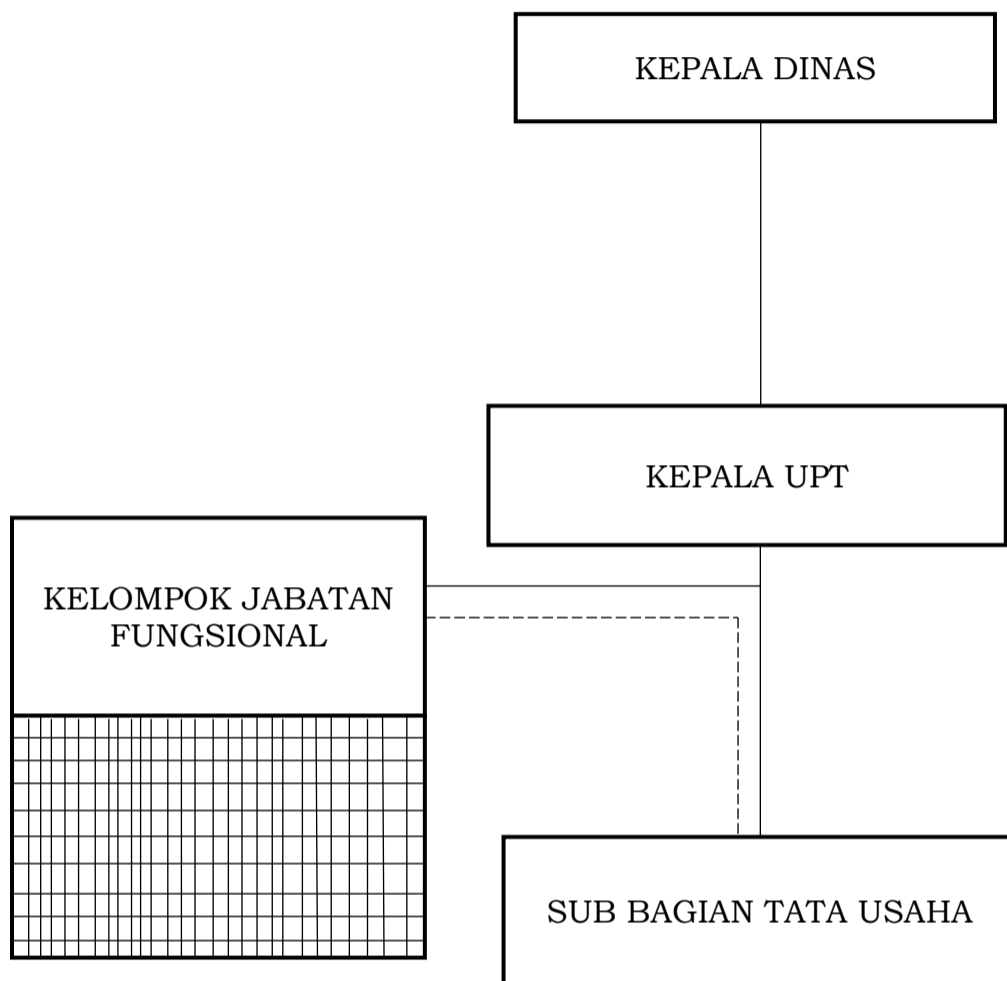 KEPALA DINAS
KEPALA UPT
KELOMPOK JABATAN
FUNGSIONAL
SUB BAGIAN TATA USAHA